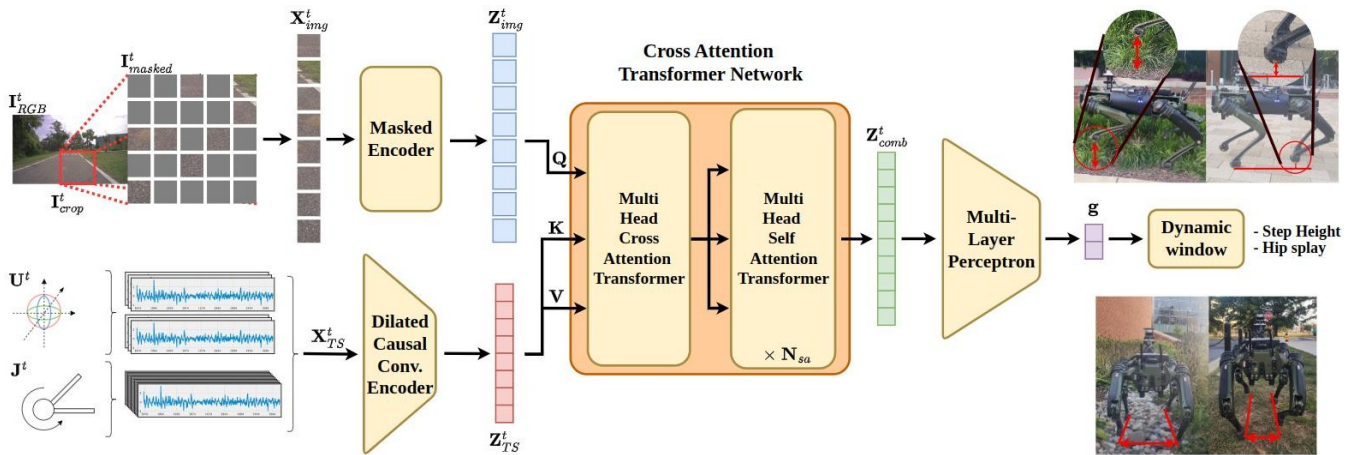 I^t_RGB
I^t_masked
I^t_crop
X^t_img
Masked
Encoder
Z^t_img
Cross Attention
Transformer Network
Q
K
V
Multi
Head
Cross
Attention
Transformer
Multi
Head
Self
Attention
Transformer
× N_sa
Z^t_comb
Multi-
Layer
Perceptron
g
Dynamic
window
- Step Height
- Hip splay
U^t
J^t
X^t_TS
Dilated
Causal
Conv.
Encoder
Z^t_TS